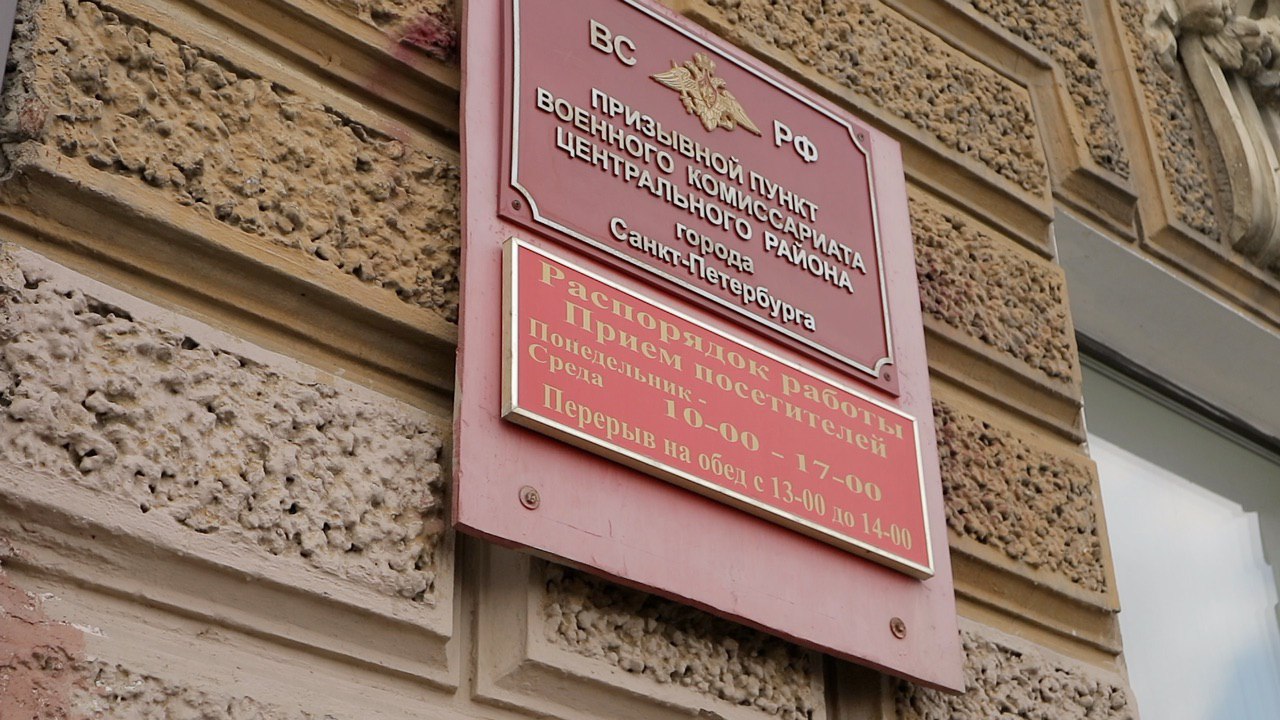 ВС РФ
ПРИЗЫВНОЙ ПУНКТ
ВОЕННОГО КОМИССАРИАТА
ЦЕНТРАЛЬНОГО РАЙОНА
города
Санкт-Петербурга
Распорядок работы
Прием посетителей
Понедельник -
Среда
10-00 - 17-00
Перерыв на обед с 13-00 до 14-00